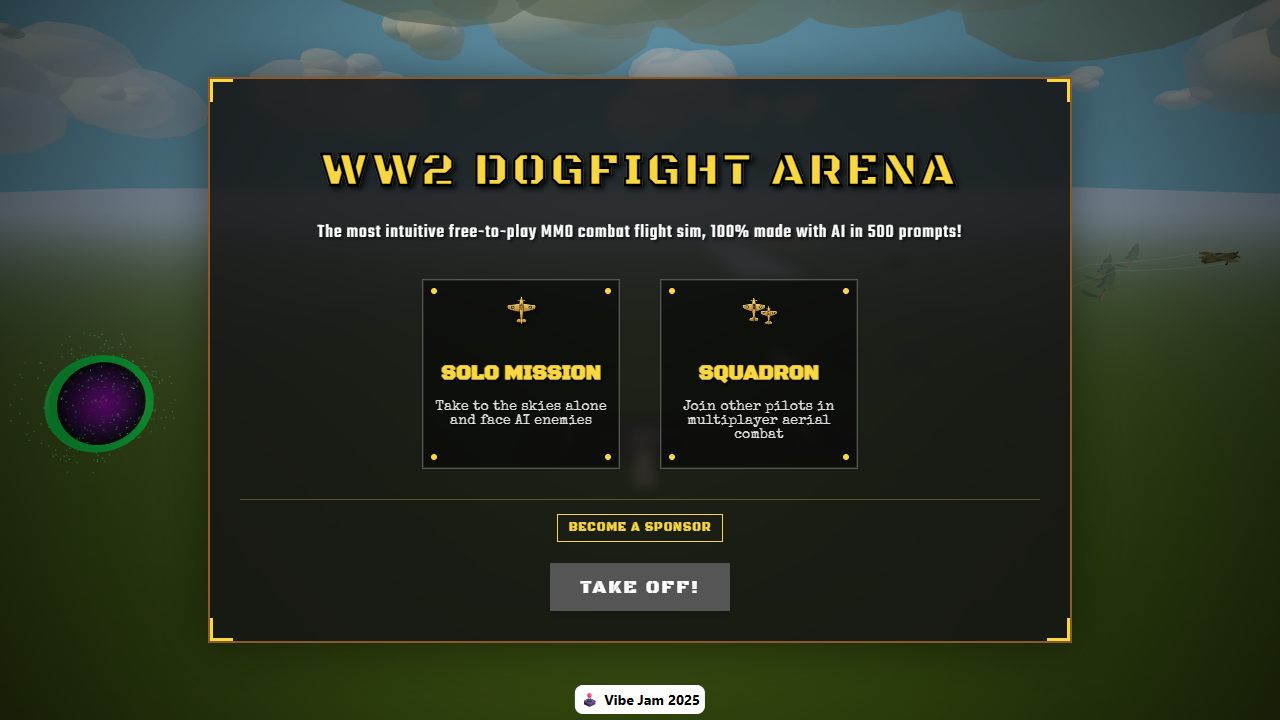 WW2 DOGFIGHT ARENA
The most intuitive free-to-play MMO combat flight sim, 100% made with AI in 500 prompts!
SOLO MISSION
Take to the skies alone
and face AI enemies
SQUADRON
Join other pilots in
multiplayer aerial
combat
BECOME A SPONSOR
TAKE OFF!
Vibe Jam 2025